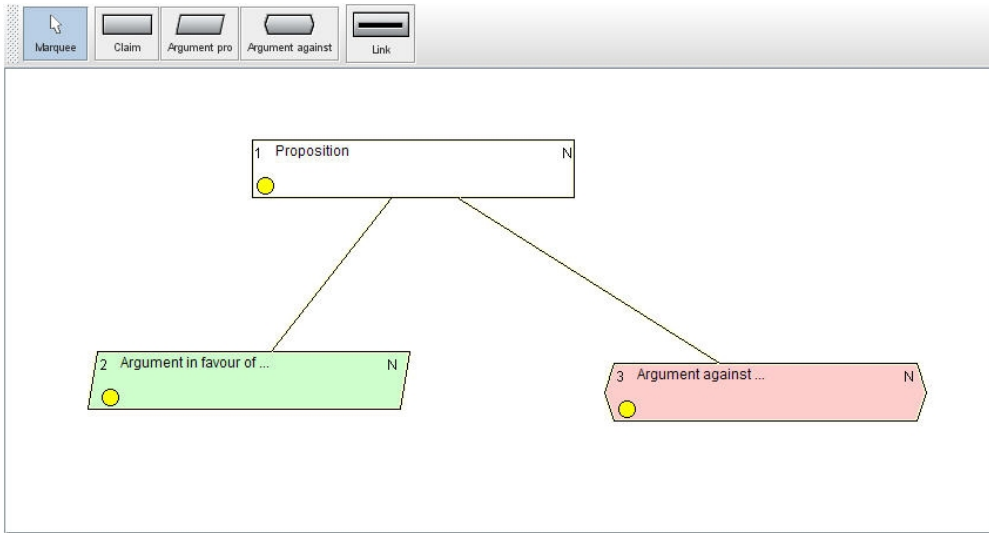 Marquee
Claim
Argument pro
Argument against
Link
1 Proposition N
2 Argument in favour of ... N
3 Argument against ... N